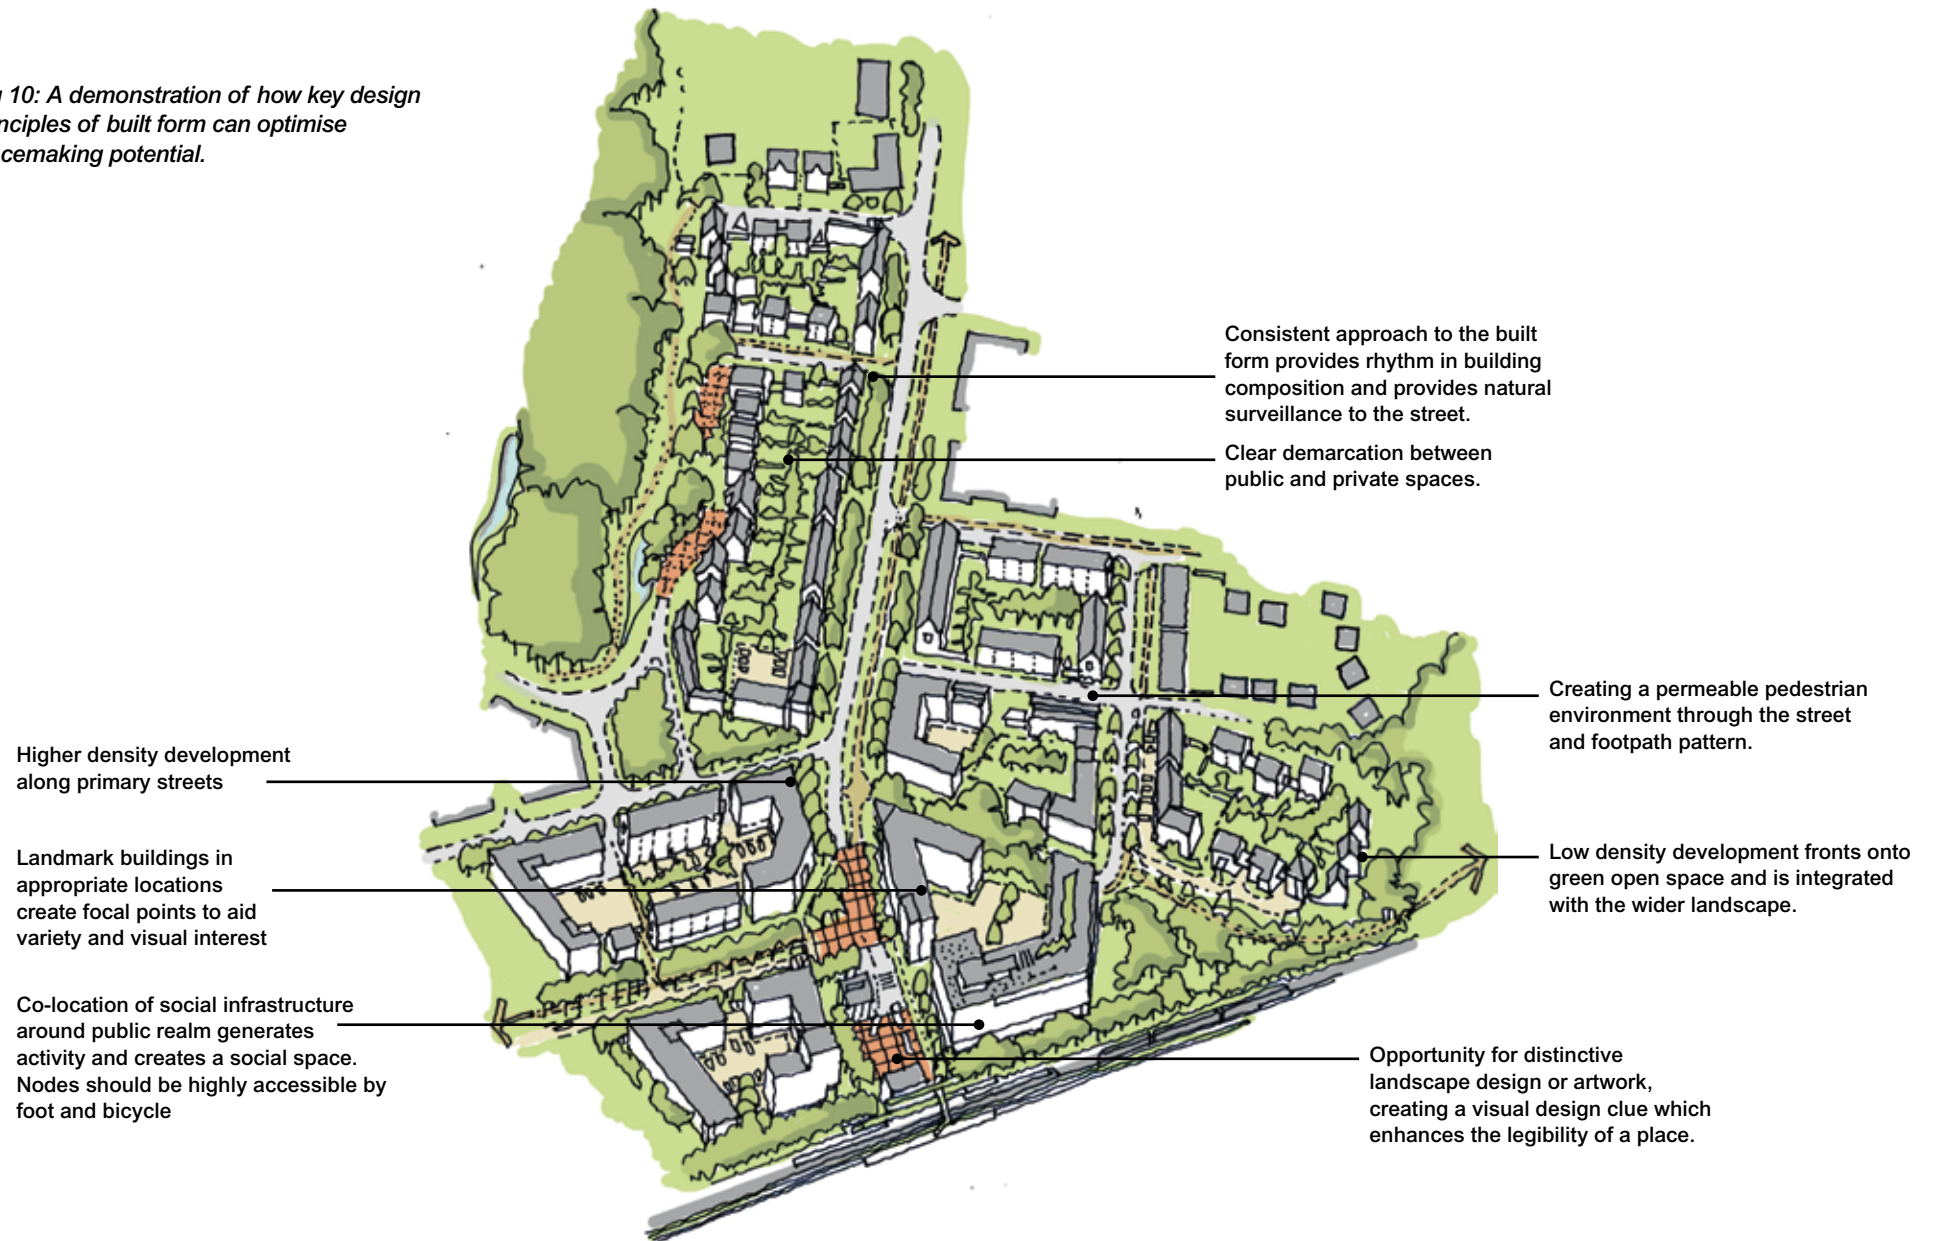 10: A demonstration of how key design
of built form can optimise
potential.
Consistent approach to the built
form provides rhythm in building
composition and provides natural
surveillance to the street.
Clear demarcation between
public and private spaces.
Creating a permeable pedestrian
environment through the street
and footpath pattern.
Higher density development
along primary streets
Landmark buildings in
appropriate locations
create focal points to aid
variety and visual interest
Low density development fronts onto
green open space and is integrated
with the wider landscape.
Co-location of social infrastructure
around public realm generates
activity and creates a social space.
Nodes should be highly accessible by
foot and bicycle
Opportunity for distinctive
landscape design or artwork,
creating a visual design clue which
enhances the legibility of a place.